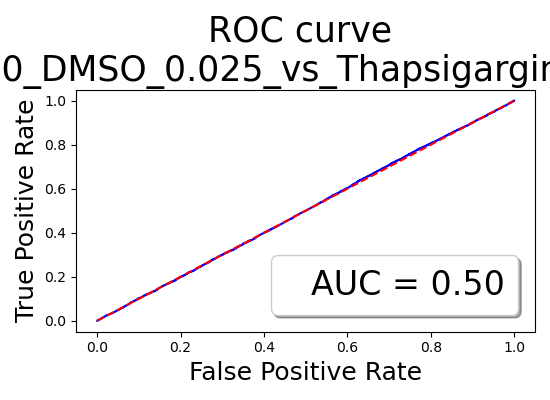 ROC curve
0_DMSO_0.025_vs_Thapsigargin
True Positive Rate
1.0
0.8
0.6
0.4
0.2
0.0
AUC = 0.50
0.0 0.2 0.4 0.6 0.8 1.0
False Positive Rate